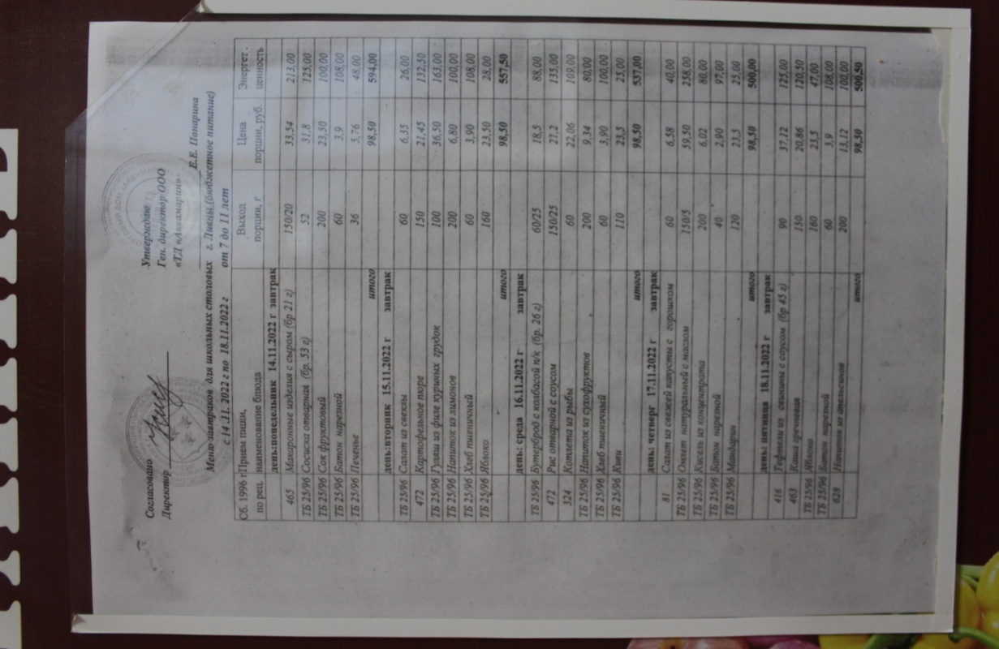 Согласовано Утверждаю
Директор Ген. директор ООО
«ТД «Аквамарин»
Е.Е. Понарина
Меню завтраков для школьных столовых г. Ливны (бюджетное питание)
с 14 .11. 2022 г по 18.11.2022 г от 7 до 11 лет
Сб. 1996 г Прием пищи, Выход Цена Энергет .
по рец. наименование блюда порции, г порции, руб. ценность
день:понедельник 14.11.2022 г завтрак
465 Макаронные изделия с сыром (бр 21 г) 150/20 33,54 213,00
ТБ 25/96 Сосиска отварная (бр. 53 г) 52 31,8 125,00
ТБ 25/96 Сок фруктовый 200 23,50 100,00
ТБ 25/96 Батон нарезной 60 3,9 108,00
ТБ 25/96 Печенье 36 5,76 48,00
итого 98,50 594,00
день:вторник 15.11.2022 г завтрак
ТБ 25/96 Салат из свеклы 60 6,35 26,00
472 Картофельное пюре 150 21,45 132,50
ТБ 25/96 Гуляш из филе куриных грудок 100 36,50 163,00
ТБ 25/96 Напиток из лимонов 200 6,80 100,00
ТБ 25/96 Хлеб пшеничный 60 3,90 108,00
ТБ 25/96 Яблоко 160 23,50 28,00
итого 98,50 557,50
день: среда 16.11.2022 г завтрак
ТБ 25/96 Бутерброд с колбасой п/к (бр. 26 г) 60/25 18,5 88,00
472 Рис отварной с соусом 150/25 21,2 135,00
324 Котлета из рыбы 60 22,06 109,00
ТБ 25/96 Напиток из сухофруктов 200 9,34 80,00
ТБ 25/96 Хлеб пшеничный 60 3,90 100,00
ТБ 25/96 Киви 110 23,5 25,00
итого 98,50 537,00
день: четверг 17.11.2022 г завтрак
81 Салат из свежей капусты с горошком 60 6,58 40,00
ТБ 25/96 Омлет натуральный с маслом 150/5 59,50 258,00
ТБ 25/96 Кисель из концентрата 200 6,02 80,00
ТБ 25/96 Батон нарезной 40 2,90 97,00
ТБ 25/96 Мандарин 120 23,5 25,00
итого 98,50 500,00
день: пятница 18.11.2022 г завтрак
416 Тефтели из свинины с соусом (бр 45 г) 90 37,12 125,00
463 Каша гречневая 150 20,86 120,50
ТБ 25/96 Яблоко 160 23,5 47,00
ТБ 25/96 Батон нарезной 60 3,9 108,00
628 Напиток из апельсинов 200 13,12 100,00
итого 98,50 500,50